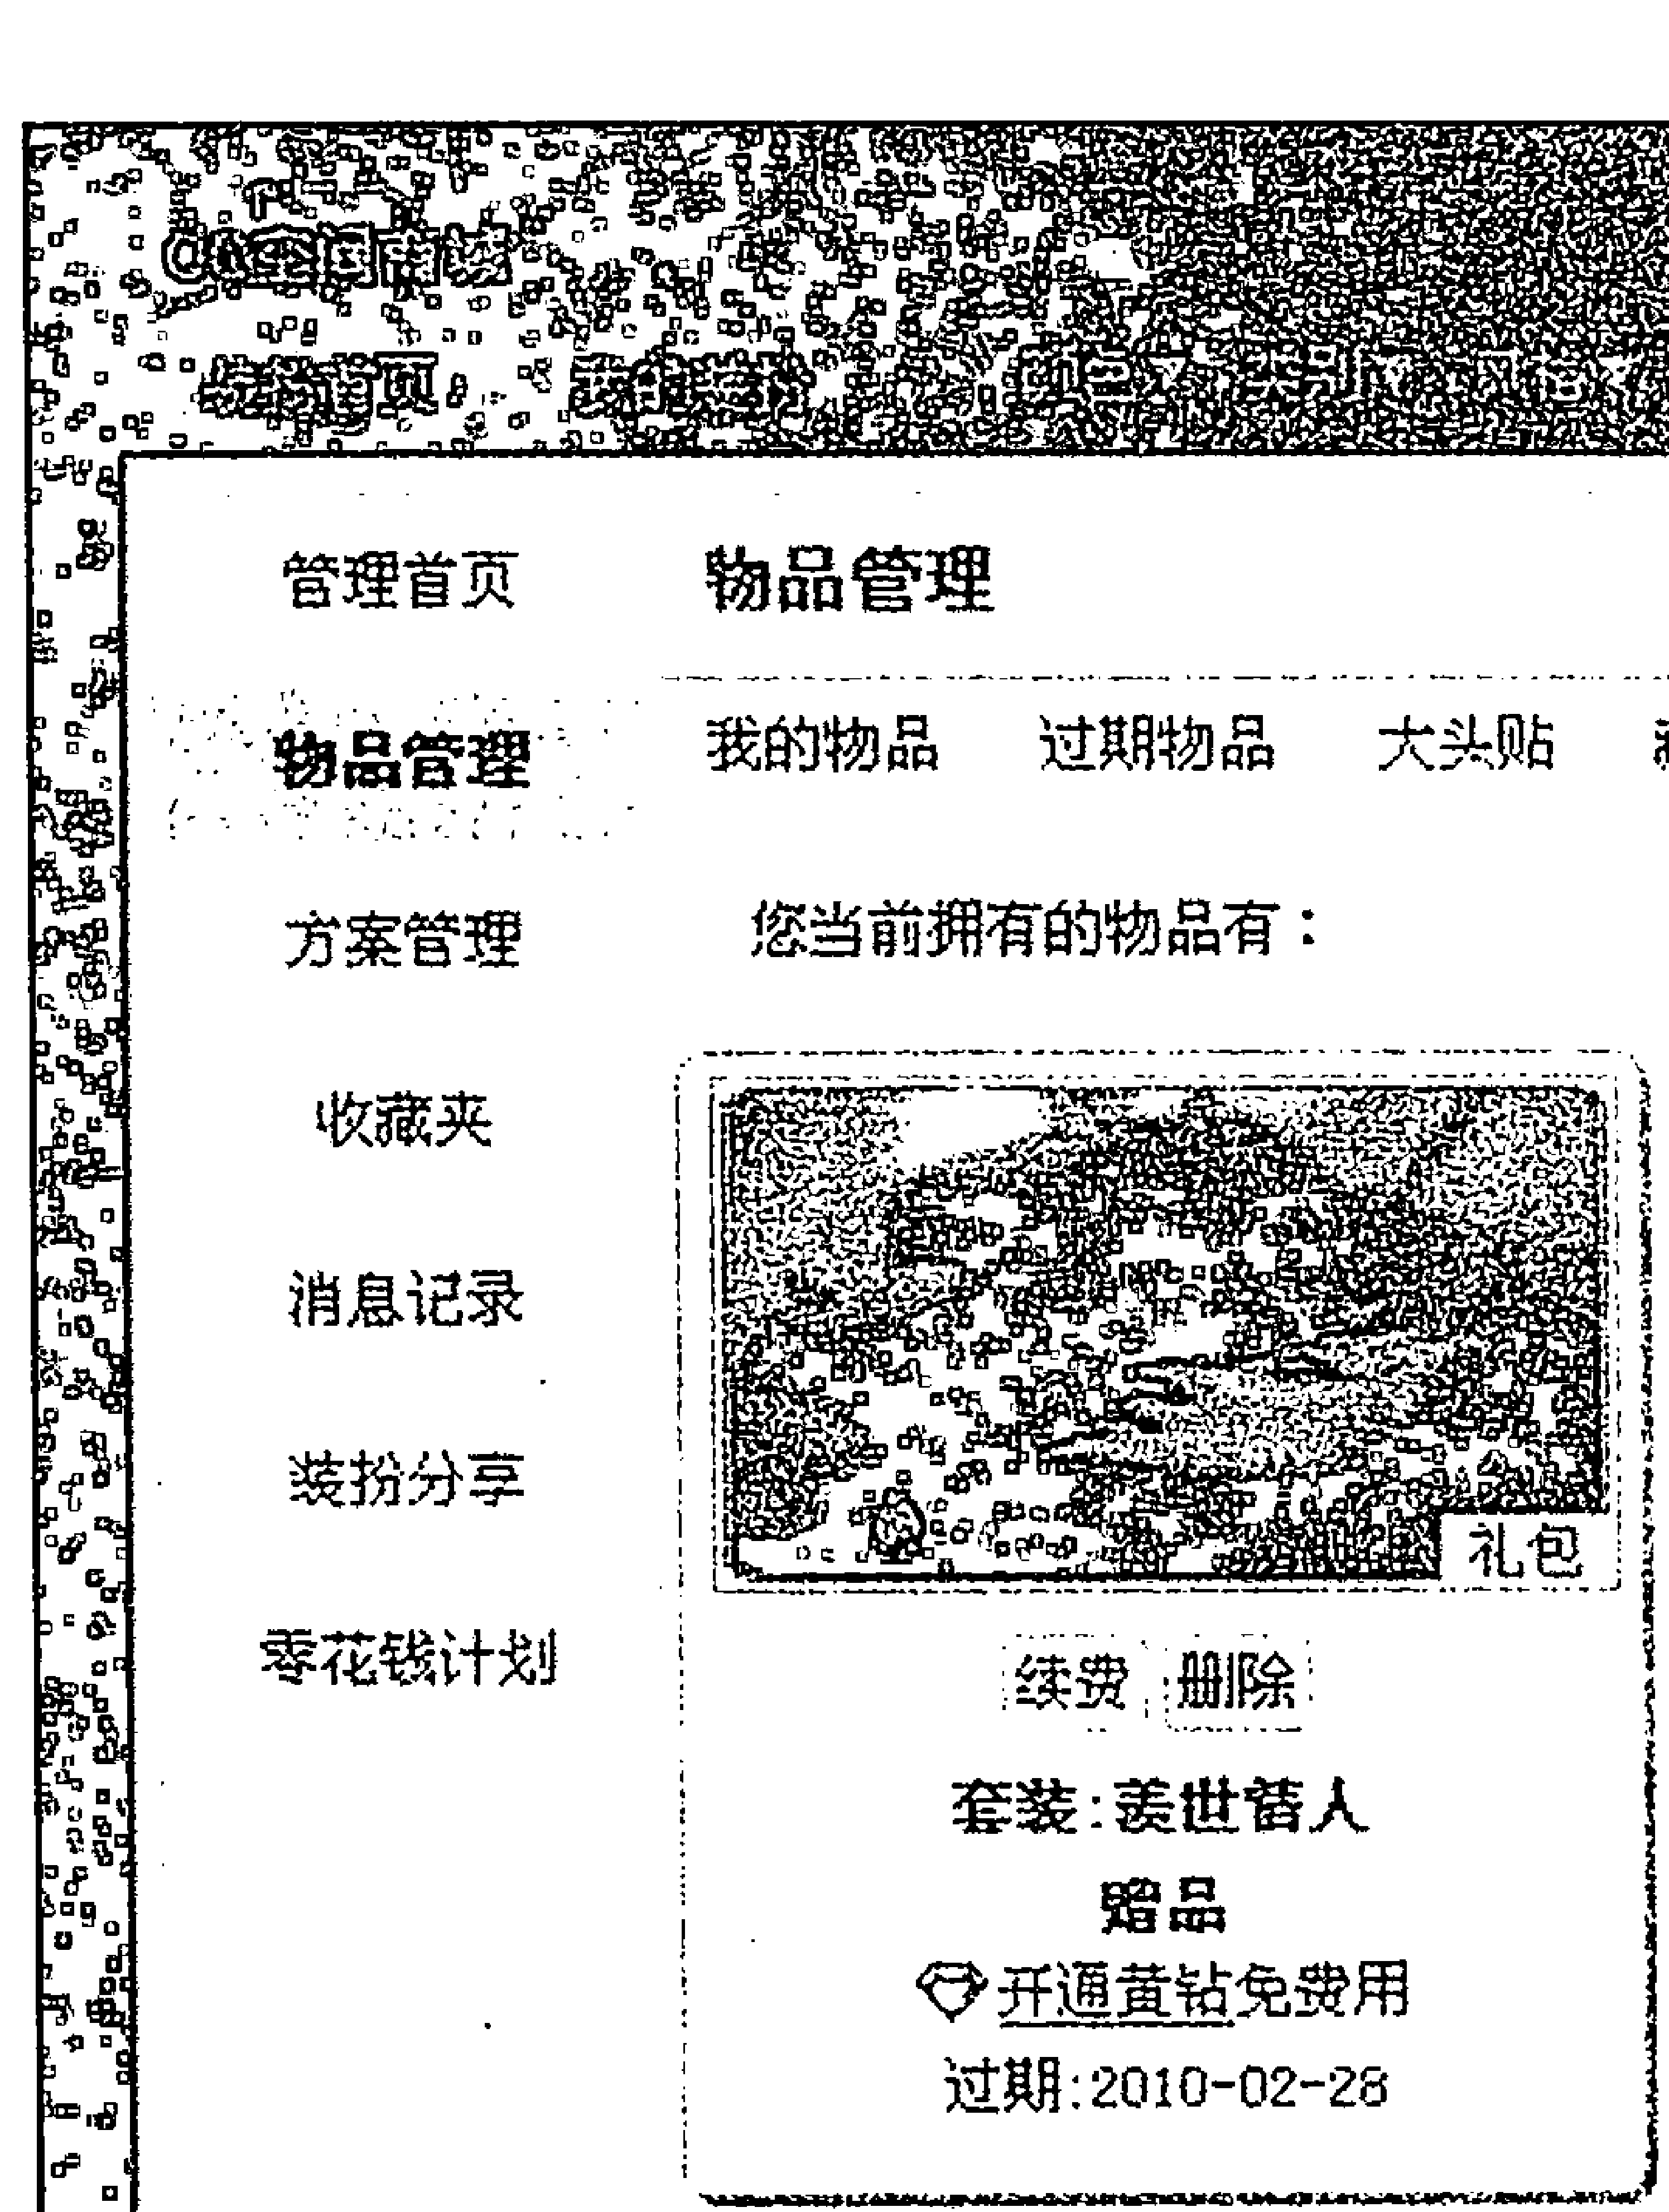 管理首页
物品管理
物品管理
方案管理
收藏夹
消息记录
装扮分享
零花钱计划
我的物品 过期物品 大头贴
您当前拥有的物品有：
礼包
续费 删除
套装:羡世昔人
赠品
开通黄钻免费用
过期:2010-02-28